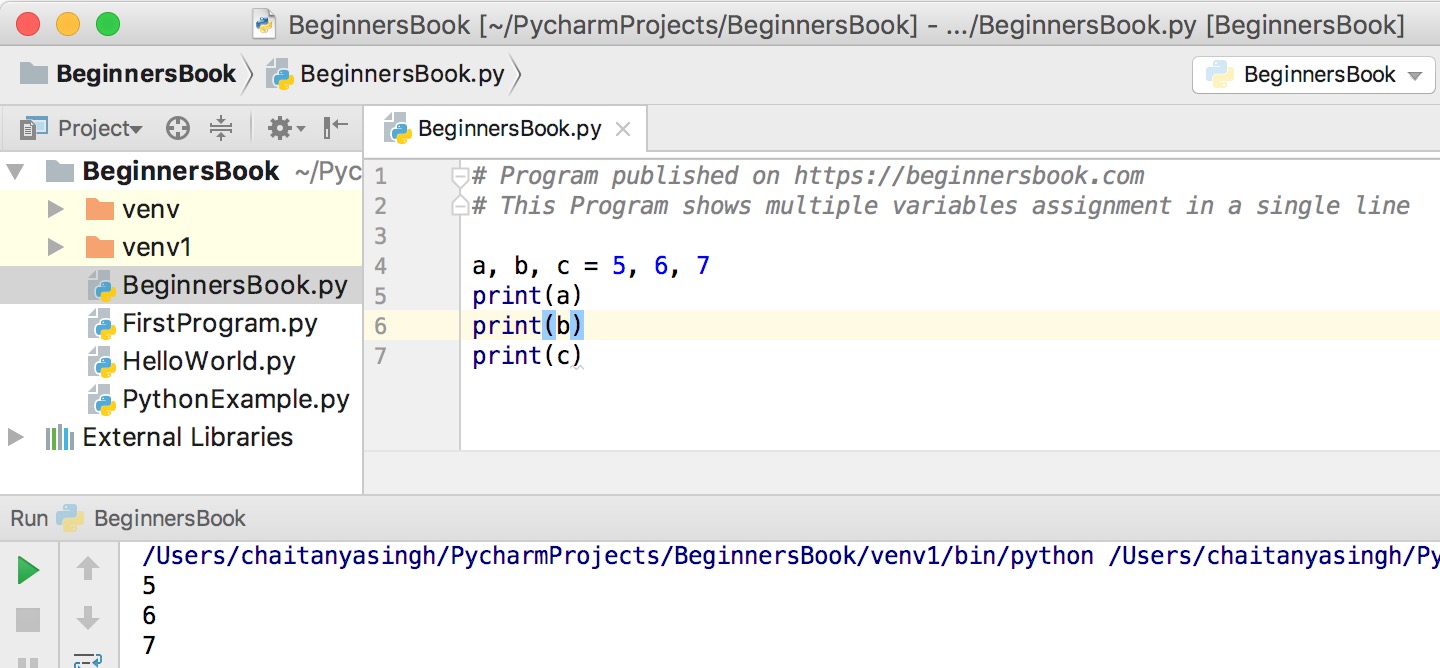 BeginnersBook [~/PycharmProjects/BeginnersBook] - .../BeginnersBook.py [BeginnersBook]
BeginnersBook BeginnersBook.py BeginnersBook
Project BeginnersBook.py
BeginnersBook ~/Pyc
venv
venv1
BeginnersBook.py
FirstProgram.py
HelloWorld.py
PythonExample.py
External Libraries
1 # Program published on https://beginnersbook.com
2 # This Program shows multiple variables assignment in a single line
3
4 a, b, c = 5, 6, 7
5 print(a)
6 print(b)
7 print(c)
Run BeginnersBook
/Users/chaitanyasingh/PycharmProjects/BeginnersBook/venv1/bin/python /Users/chaitanyasingh/Py
5
6
7